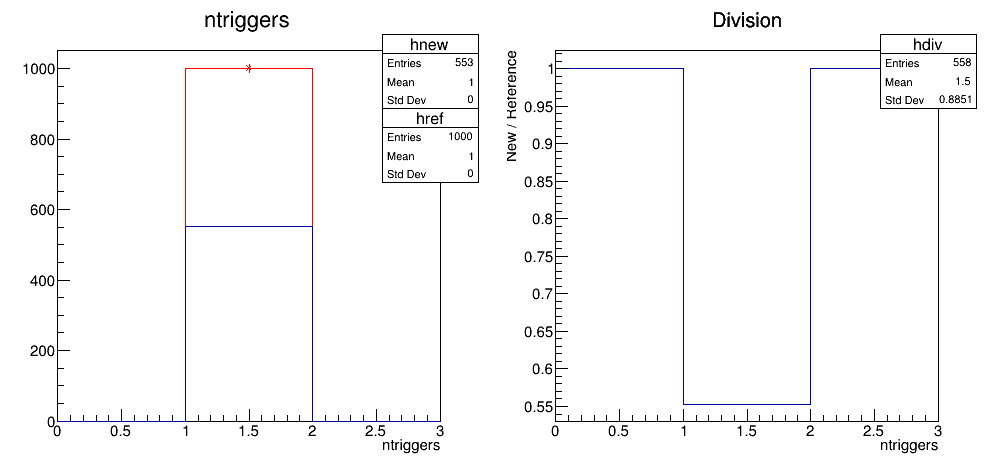 ntriggers
hnew
Entries 553
Mean 1
Std Dev 0
href
Entries 1000
Mean 1
Std Dev 0
1000
800
600
400
200
0
0 0.5 1 1.5 2 2.5 3
ntriggers
Division
hdiv
Entries 558
Mean 1.5
Std Dev 0.8851
New / Reference
1
0.95
0.9
0.85
0.8
0.75
0.7
0.65
0.6
0.55
0 0.5 1 1.5 2 2.5 3
ntriggers